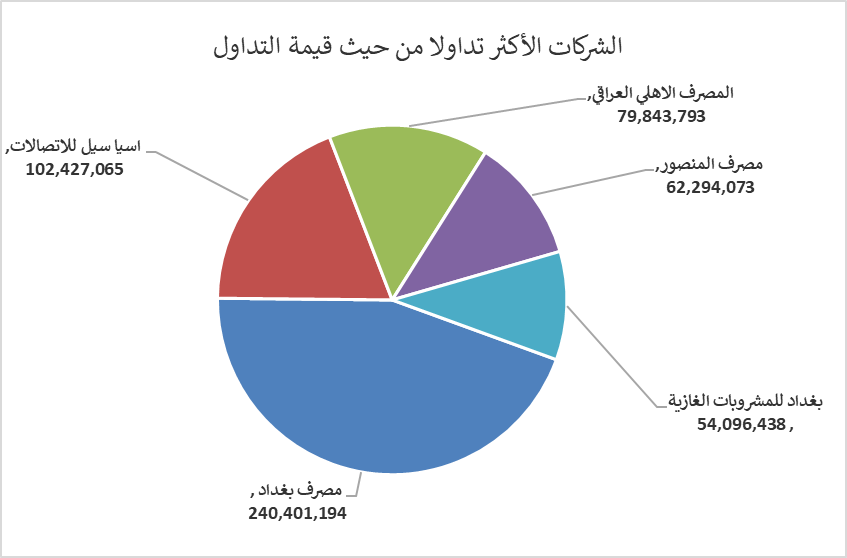 الشركات الأكثر تداولا من حيث قيمة التداول
المصرف الاهلي العراقي,
79,843,793
مصرف المنصور,
62,294,073
اسيا سيل للاتصالات,
102,427,065
بغداد للمشروبات الغازية
54,096,438 ,
مصرف بغداد ,
240,401,194